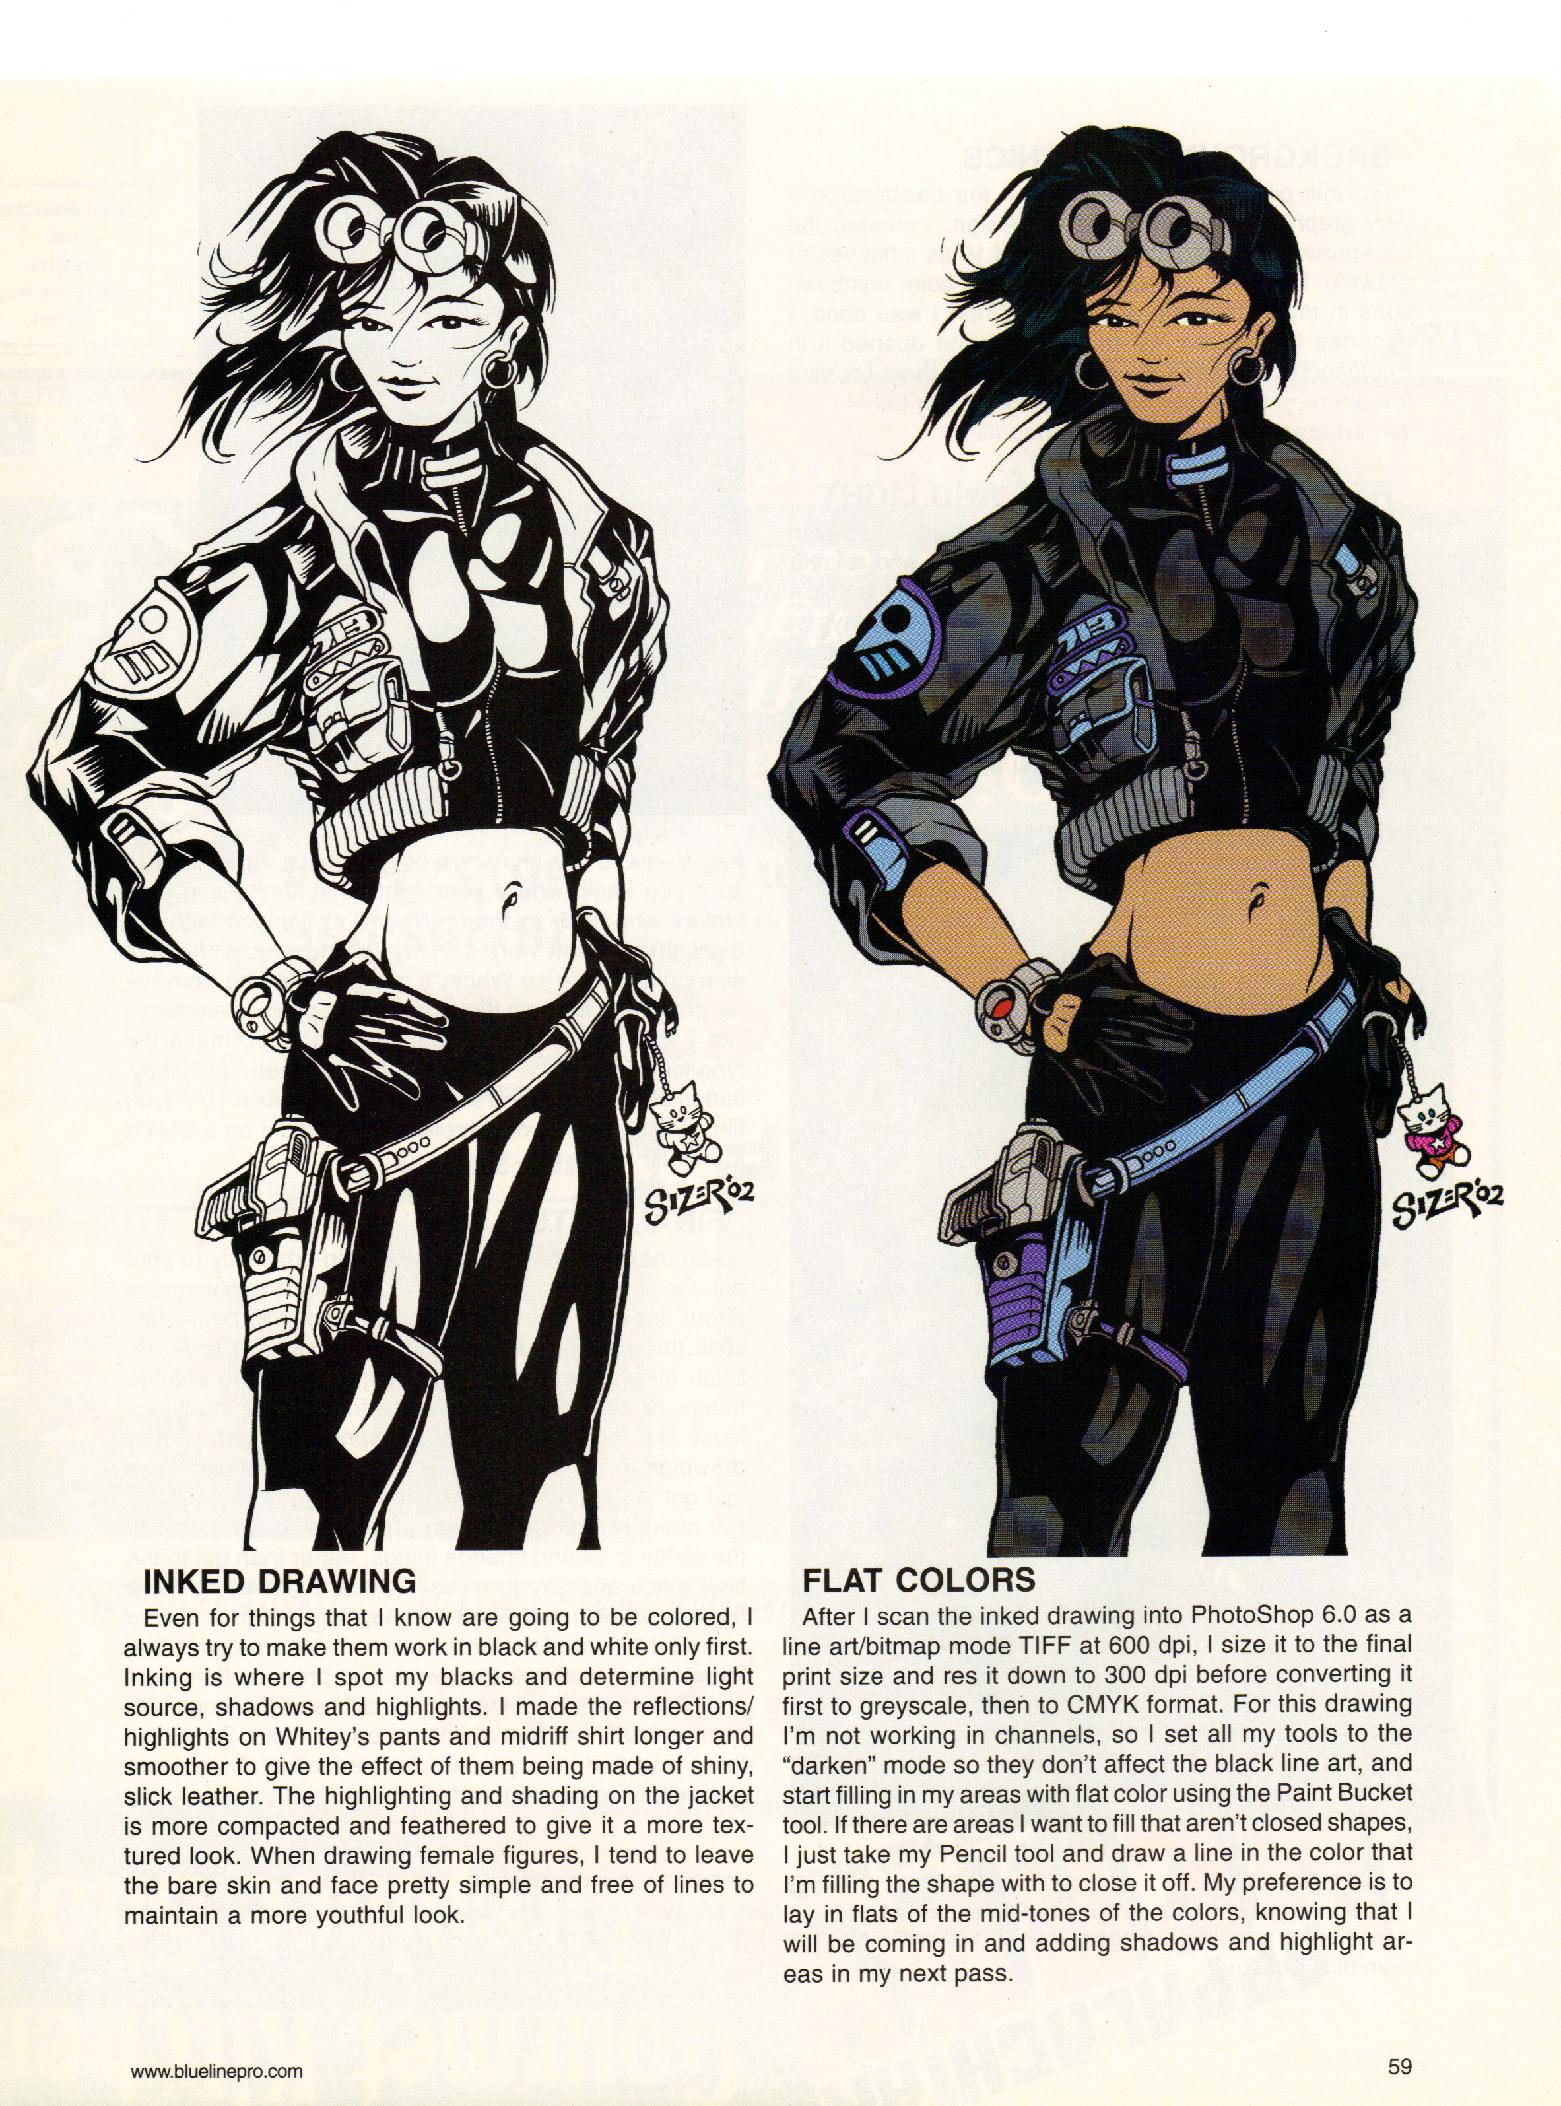 713
SIZER '02
713
SIZER '02
INKED DRAWING
Even for things that I know are going to be colored, I
always try to make them work in black and white only first.
Inking is where I spot my blacks and determine light
source, shadows and highlights. I made the reflections/
highlights on Whitey's pants and midriff shirt longer and
smoother to give the effect of them being made of shiny,
slick leather. The highlighting and shading on the jacket
is more compacted and feathered to give it a more tex-
tured look. When drawing female figures, I tend to leave
the bare skin and face pretty simple and free of lines to
maintain a more youthful look.
FLAT COLORS
After I scan the inked drawing into PhotoShop 6.0 as a
line art/bitmap mode TIFF at 600 dpi, I size it to the final
print size and res it down to 300 dpi before converting it
first to greyscale, then to CMYK format. For this drawing
I'm not working in channels, so I set all my tools to the
“darken” mode so they don't affect the black line art, and
start filling in my areas with flat color using the Paint Bucket
tool. If there are areas I want to fill that aren't closed shapes,
I just take my Pencil tool and draw a line in the color that
I'm filling the shape with to close it off. My preference is to
lay in flats of the mid-tones of the colors, knowing that I
will be coming in and adding shadows and highlight ar-
eas in my next pass.
www.bluelinepro.com
59